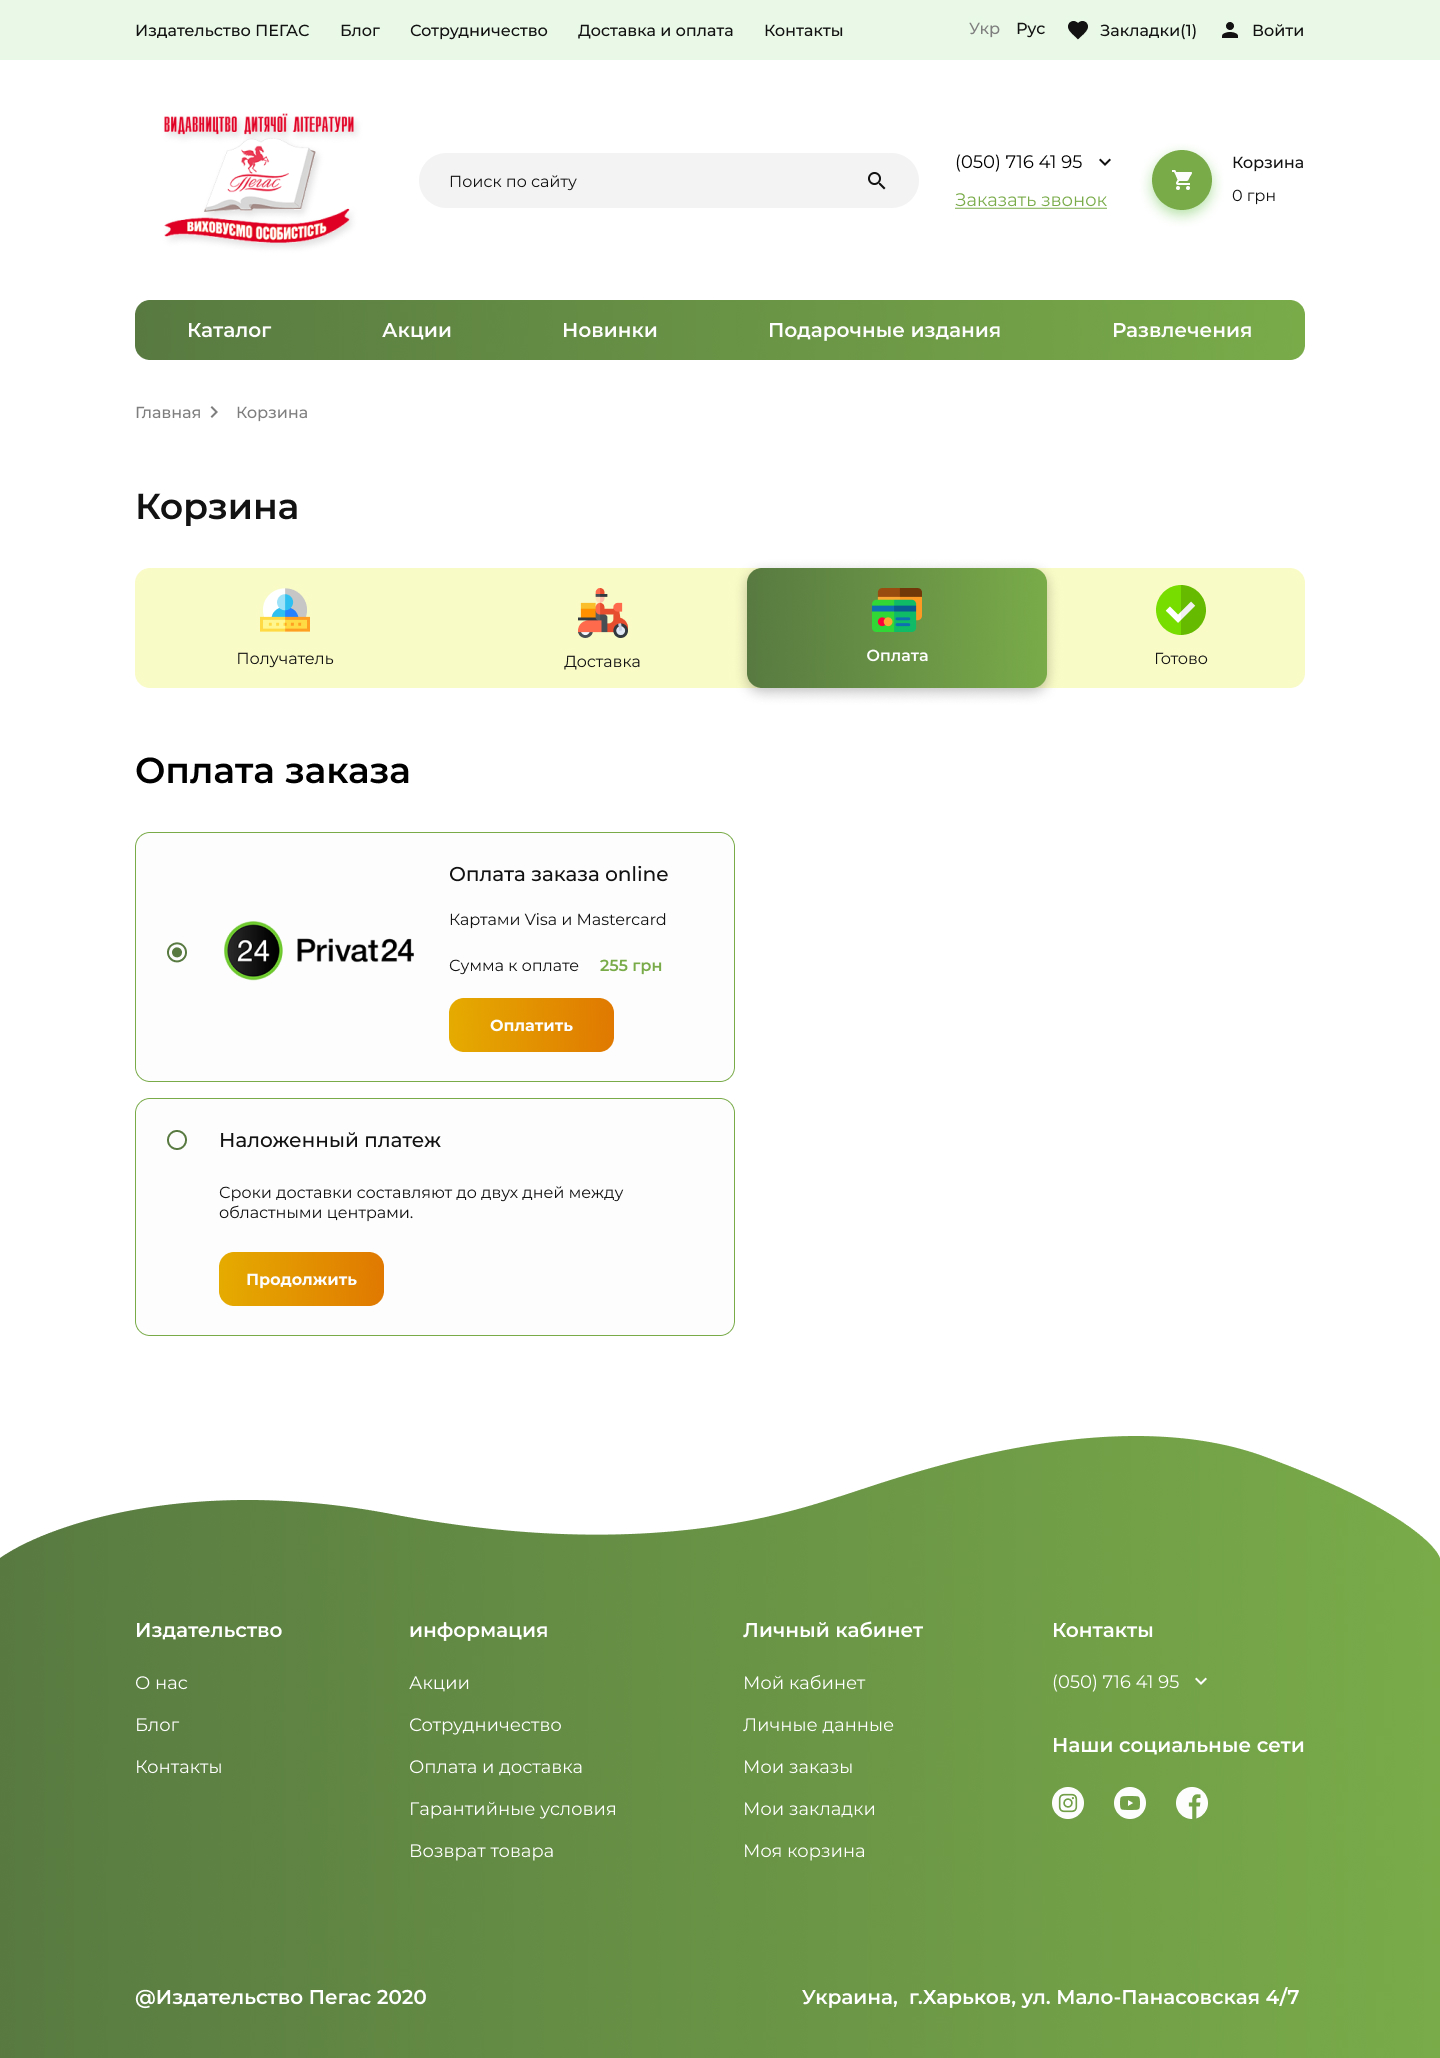 Издательство ПЕГАС Блог Сотрудничество Доставка и оплата Контакты Укр Рус Закладки(1) Войти
ВИДАВНИЦТВО ДИТЯЧОЇ ЛІТЕРАТУРИ
Пегас
ВИХОВУЄМО ОСОБИСТІСТЬ
Поиск по сайту
(050) 716 41 95
Заказать звонок
Корзина
0 грн
Каталог Акции Новинки Подарочные издания Развлечения
Главная Корзина
Корзина
Получатель Доставка Оплата Готово
Оплата заказа
24 Privat24
Оплата заказа online
Картами Visa и Mastercard
Сумма к оплате 255 грн
Оплатить
Наложенный платеж
Сроки доставки составляют до двух дней между
областными центрами.
Продолжить
Издательство
О нас
Блог
Контакты
информация
Акции
Сотрудничество
Оплата и доставка
Гарантийные условия
Возврат товара
Личный кабинет
Мой кабинет
Личные данные
Мои заказы
Мои закладки
Моя корзина
Контакты
(050) 716 41 95
Наши социальные сети
@Издательство Пегас 2020
Украина, г.Харьков, ул. Мало-Панасовская 4/7